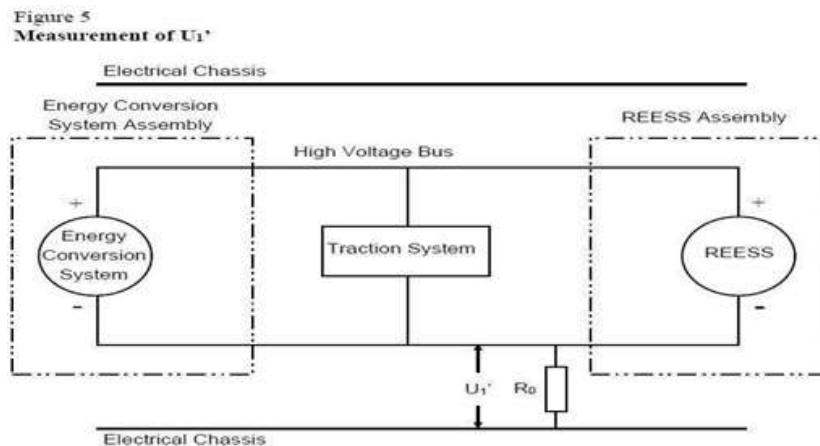 Figure 5
Measurement of U₁'
Electrical Chassis
Energy Conversion
System Assembly
REESS Assembly
High Voltage Bus
+
+
Energy
Conversion
System
Traction System
REESS
-
-
U₁'
R₀
Electrical Chassis